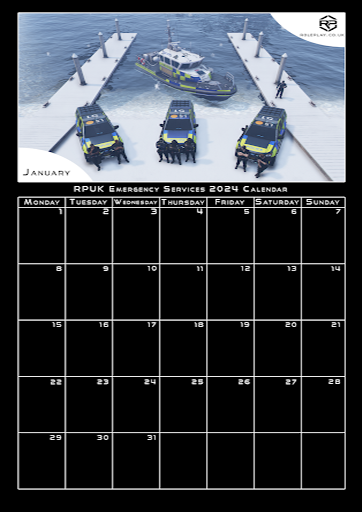 ROLEPLAY.CO.UK
January
RPUK Emergency Services 2024 Calendar
Monday Tuesday Wednesday Thursday Friday Saturday Sunday
1 2 3 4 5 6 7
8 9 10 11 12 13 14
15 16 17 18 19 20 21
22 23 24 25 26 27 28
29 30 31